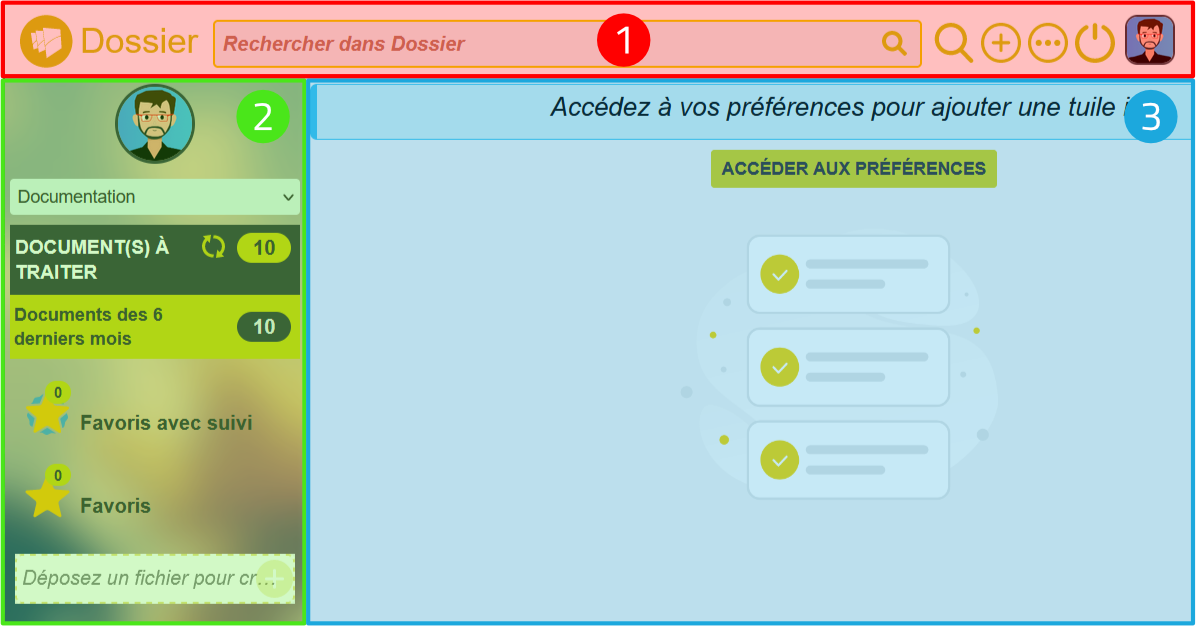 Dossier
Rechercher dans Dossier
1
2
Documentation
DOCUMENT(S) À
TRAITER
10
Documents des 6
derniers mois
10
0
Favoris avec suivi
0
Favoris
Déposez un fichier pour cr…
Accédez à vos préférences pour ajouter une tuile i
3
ACCÉDER AUX PRÉFÉRENCES